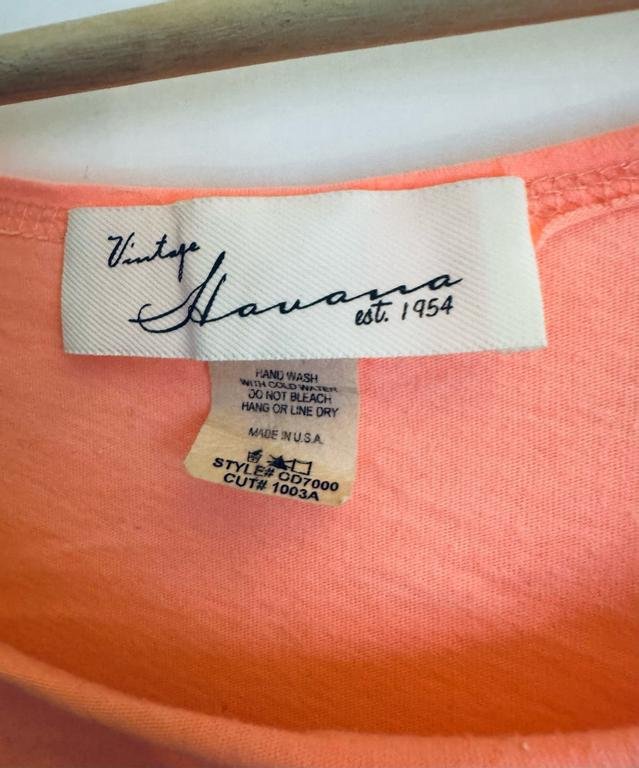 Vintage
Havana
est. 1954
HAND WASH
WITH COLD WATER
DO NOT BLEACH
HANG OR LINE DRY
MADE IN U.S.A.
STYLE# CD7000
CUT# 1003A